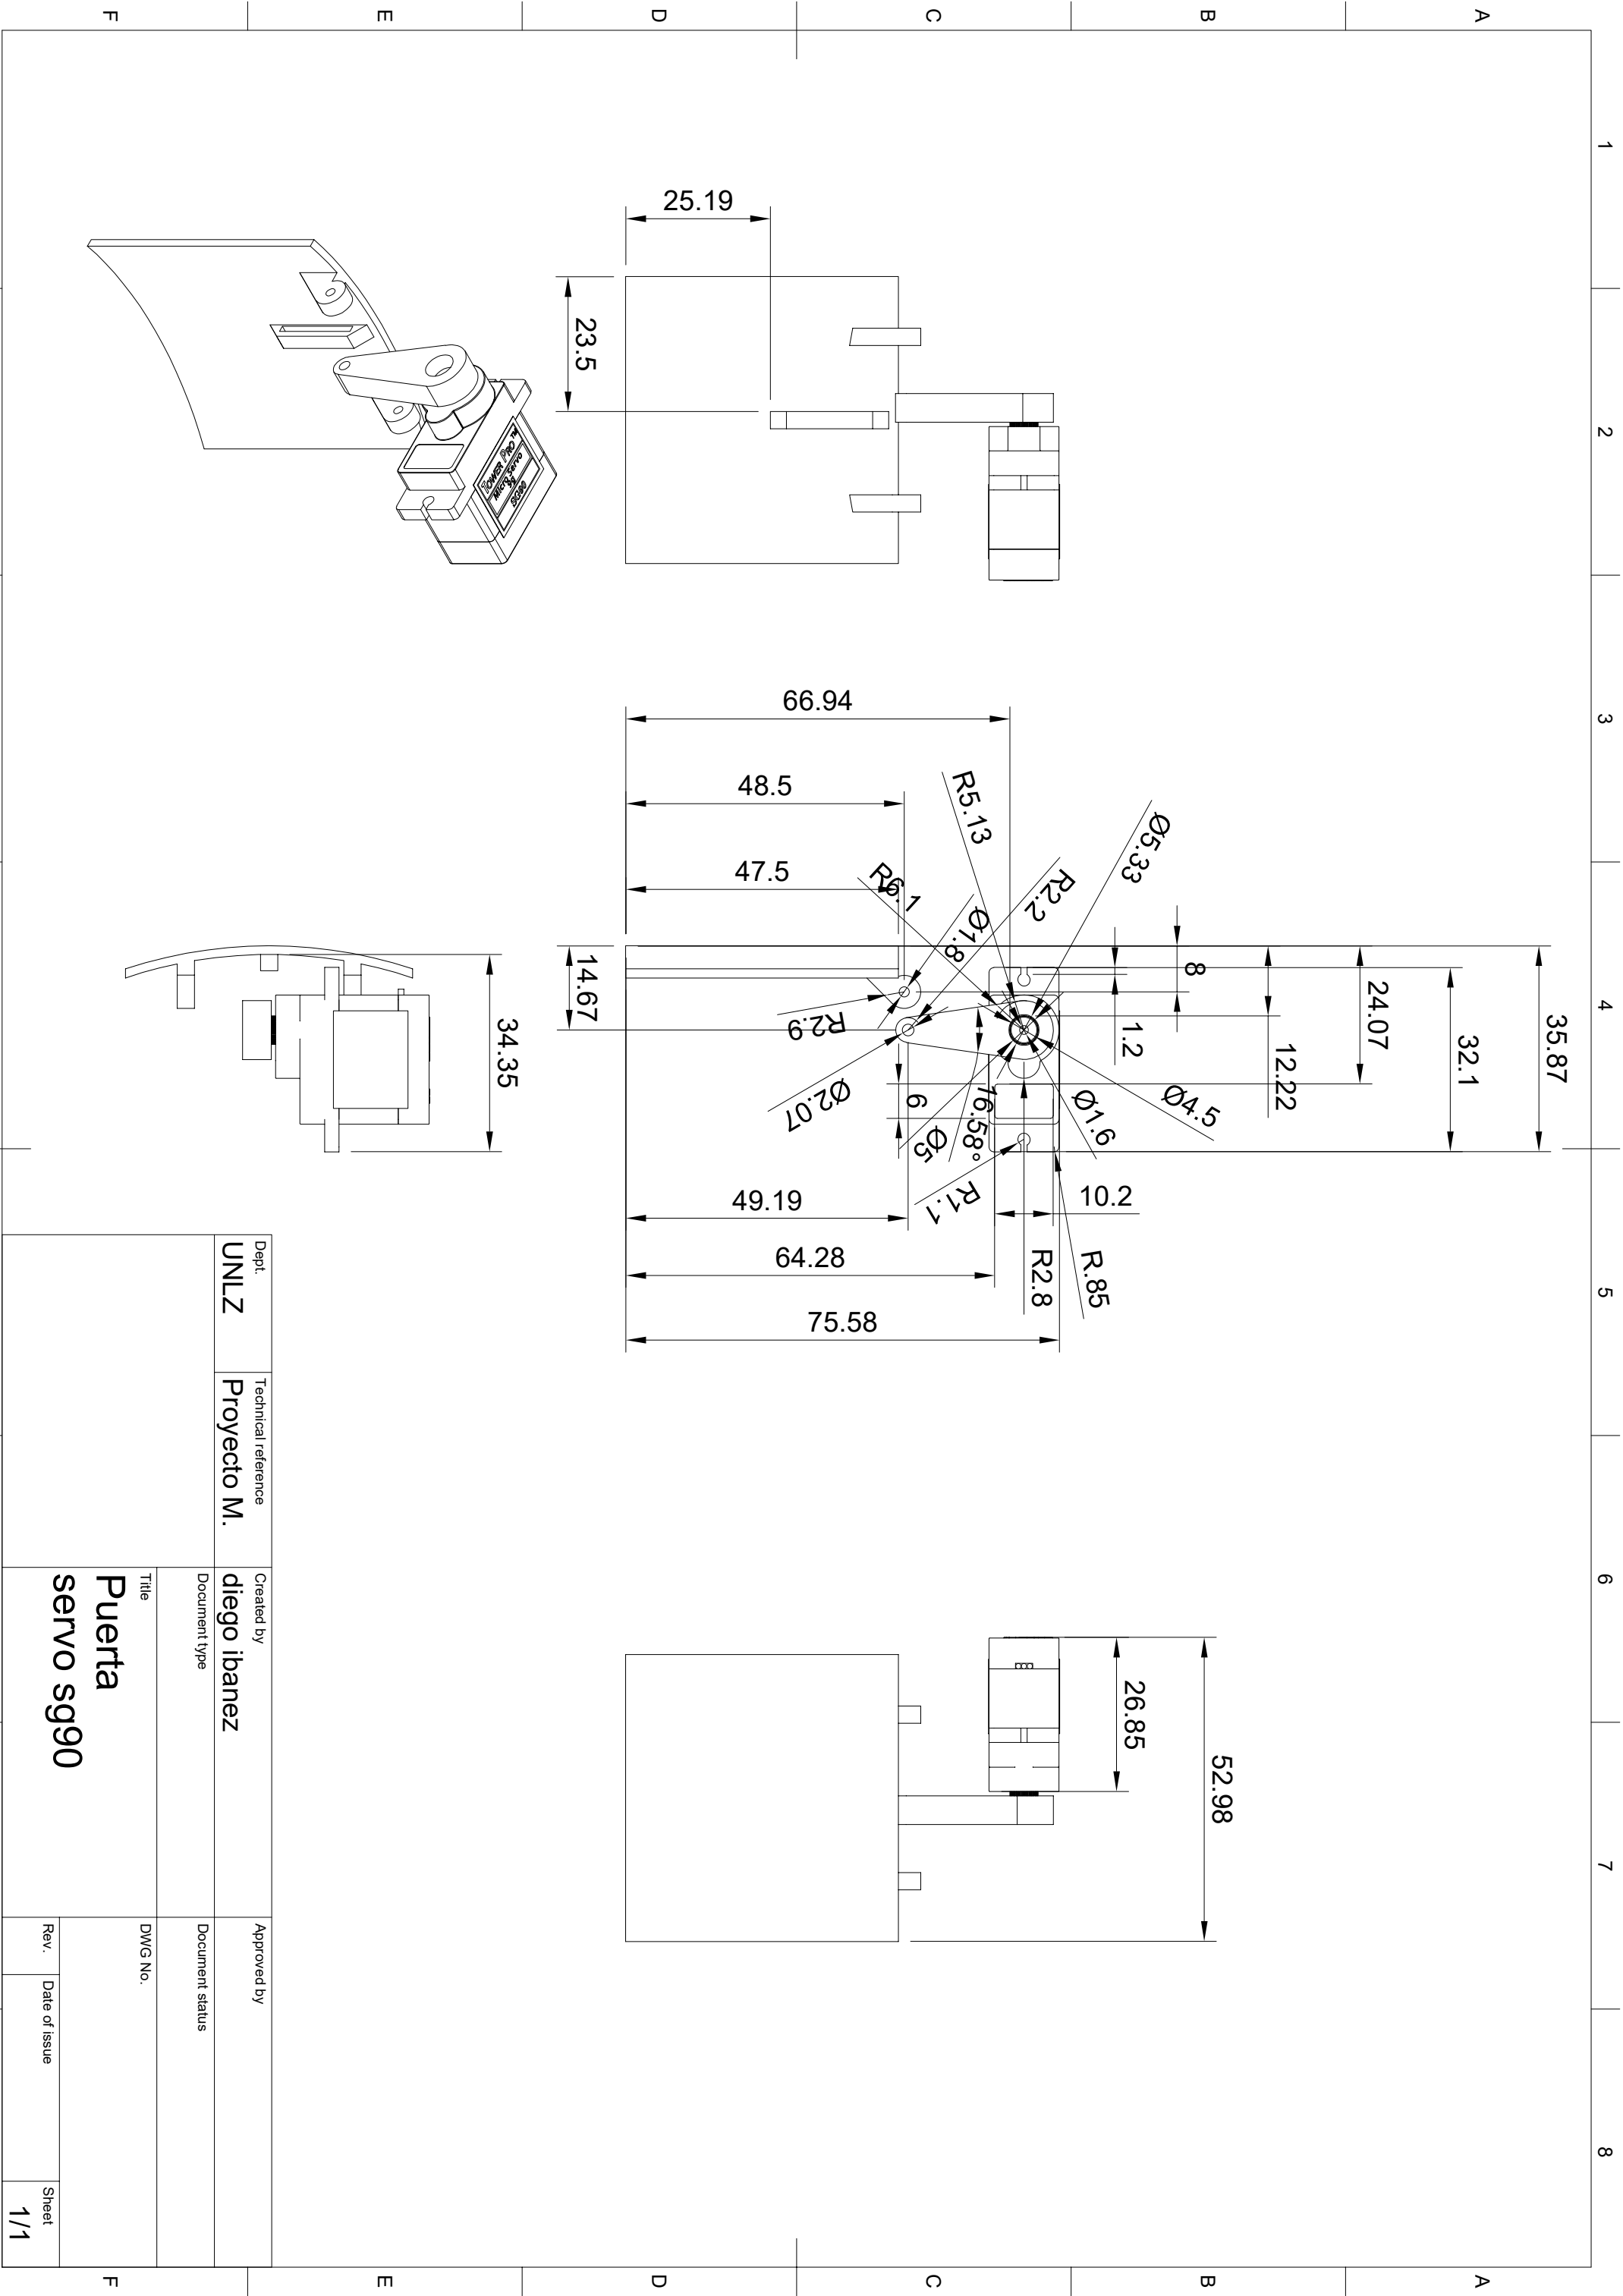 1
2
3
4
5
6
7
8
A
B
C
D
E
F
A
B
C
D
E
F
25.19
23.5
TOWER PRO™
Micro Servo
9g
SG90
66.94
48.5
47.5
R5.13
Ø5.33
R6.1
R2.2
Ø1.8
8
24.07
35.87
32.1
12.22
1.2
14.67
R2.9
Ø2.07
6
16.58°
Ø5
Ø4.5
Ø1.6
R1.1
10.2
R.85
R2.8
49.19
64.28
75.58
34.35
26.85
52.98
Dept.
UNLZ
Technical reference
Proyecto M.
Created by
diego ibanez
Approved by
Document type
Document status
Title
Puerta
servo sg90
DWG No.
Rev.
Date of issue
Sheet
1/1